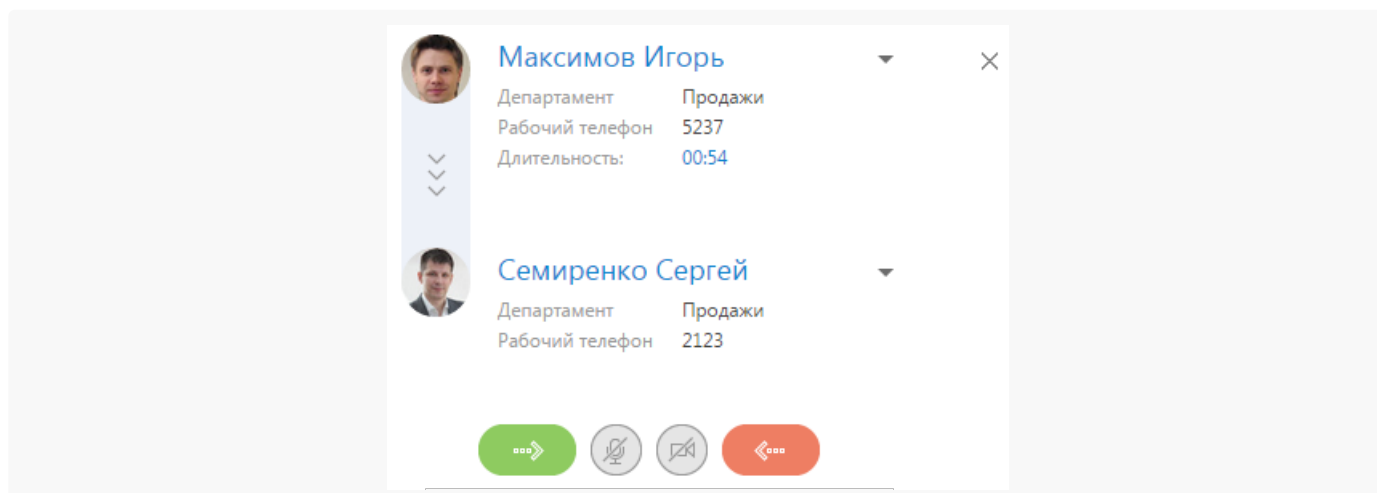 Максимов Игорь
Департамент Продажи
Рабочий телефон 5237
Длительность: 00:54
Семиренко Сергей
Департамент Продажи
Рабочий телефон 2123